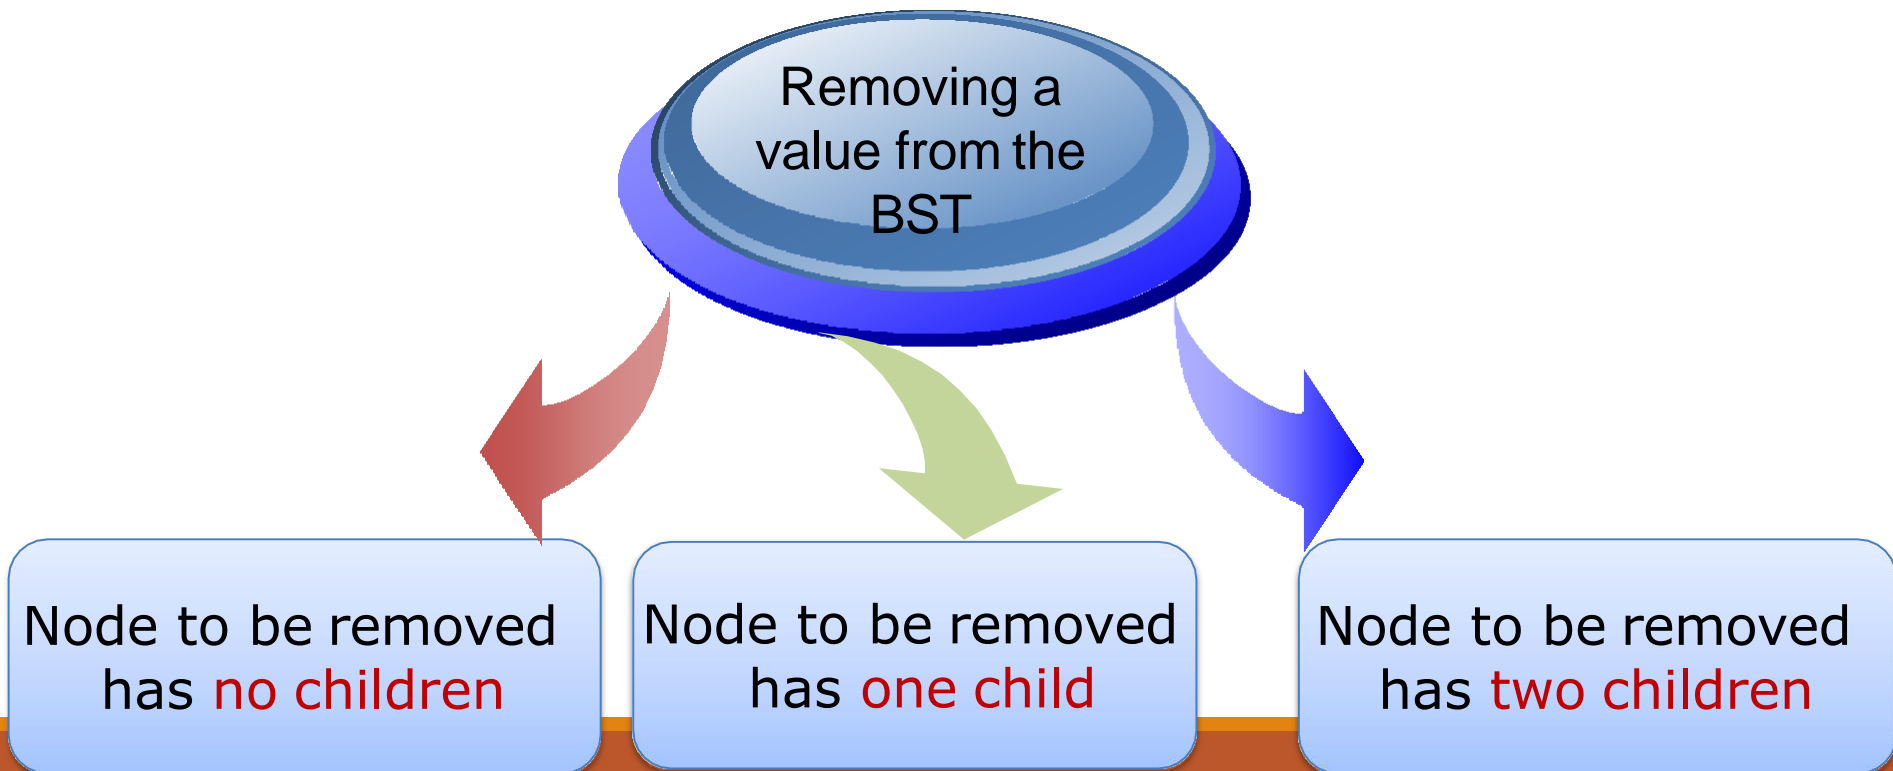 Removing a
value from the
BST
Node to be removed
has no children
Node to be removed
has one child
Node to be removed
has two children